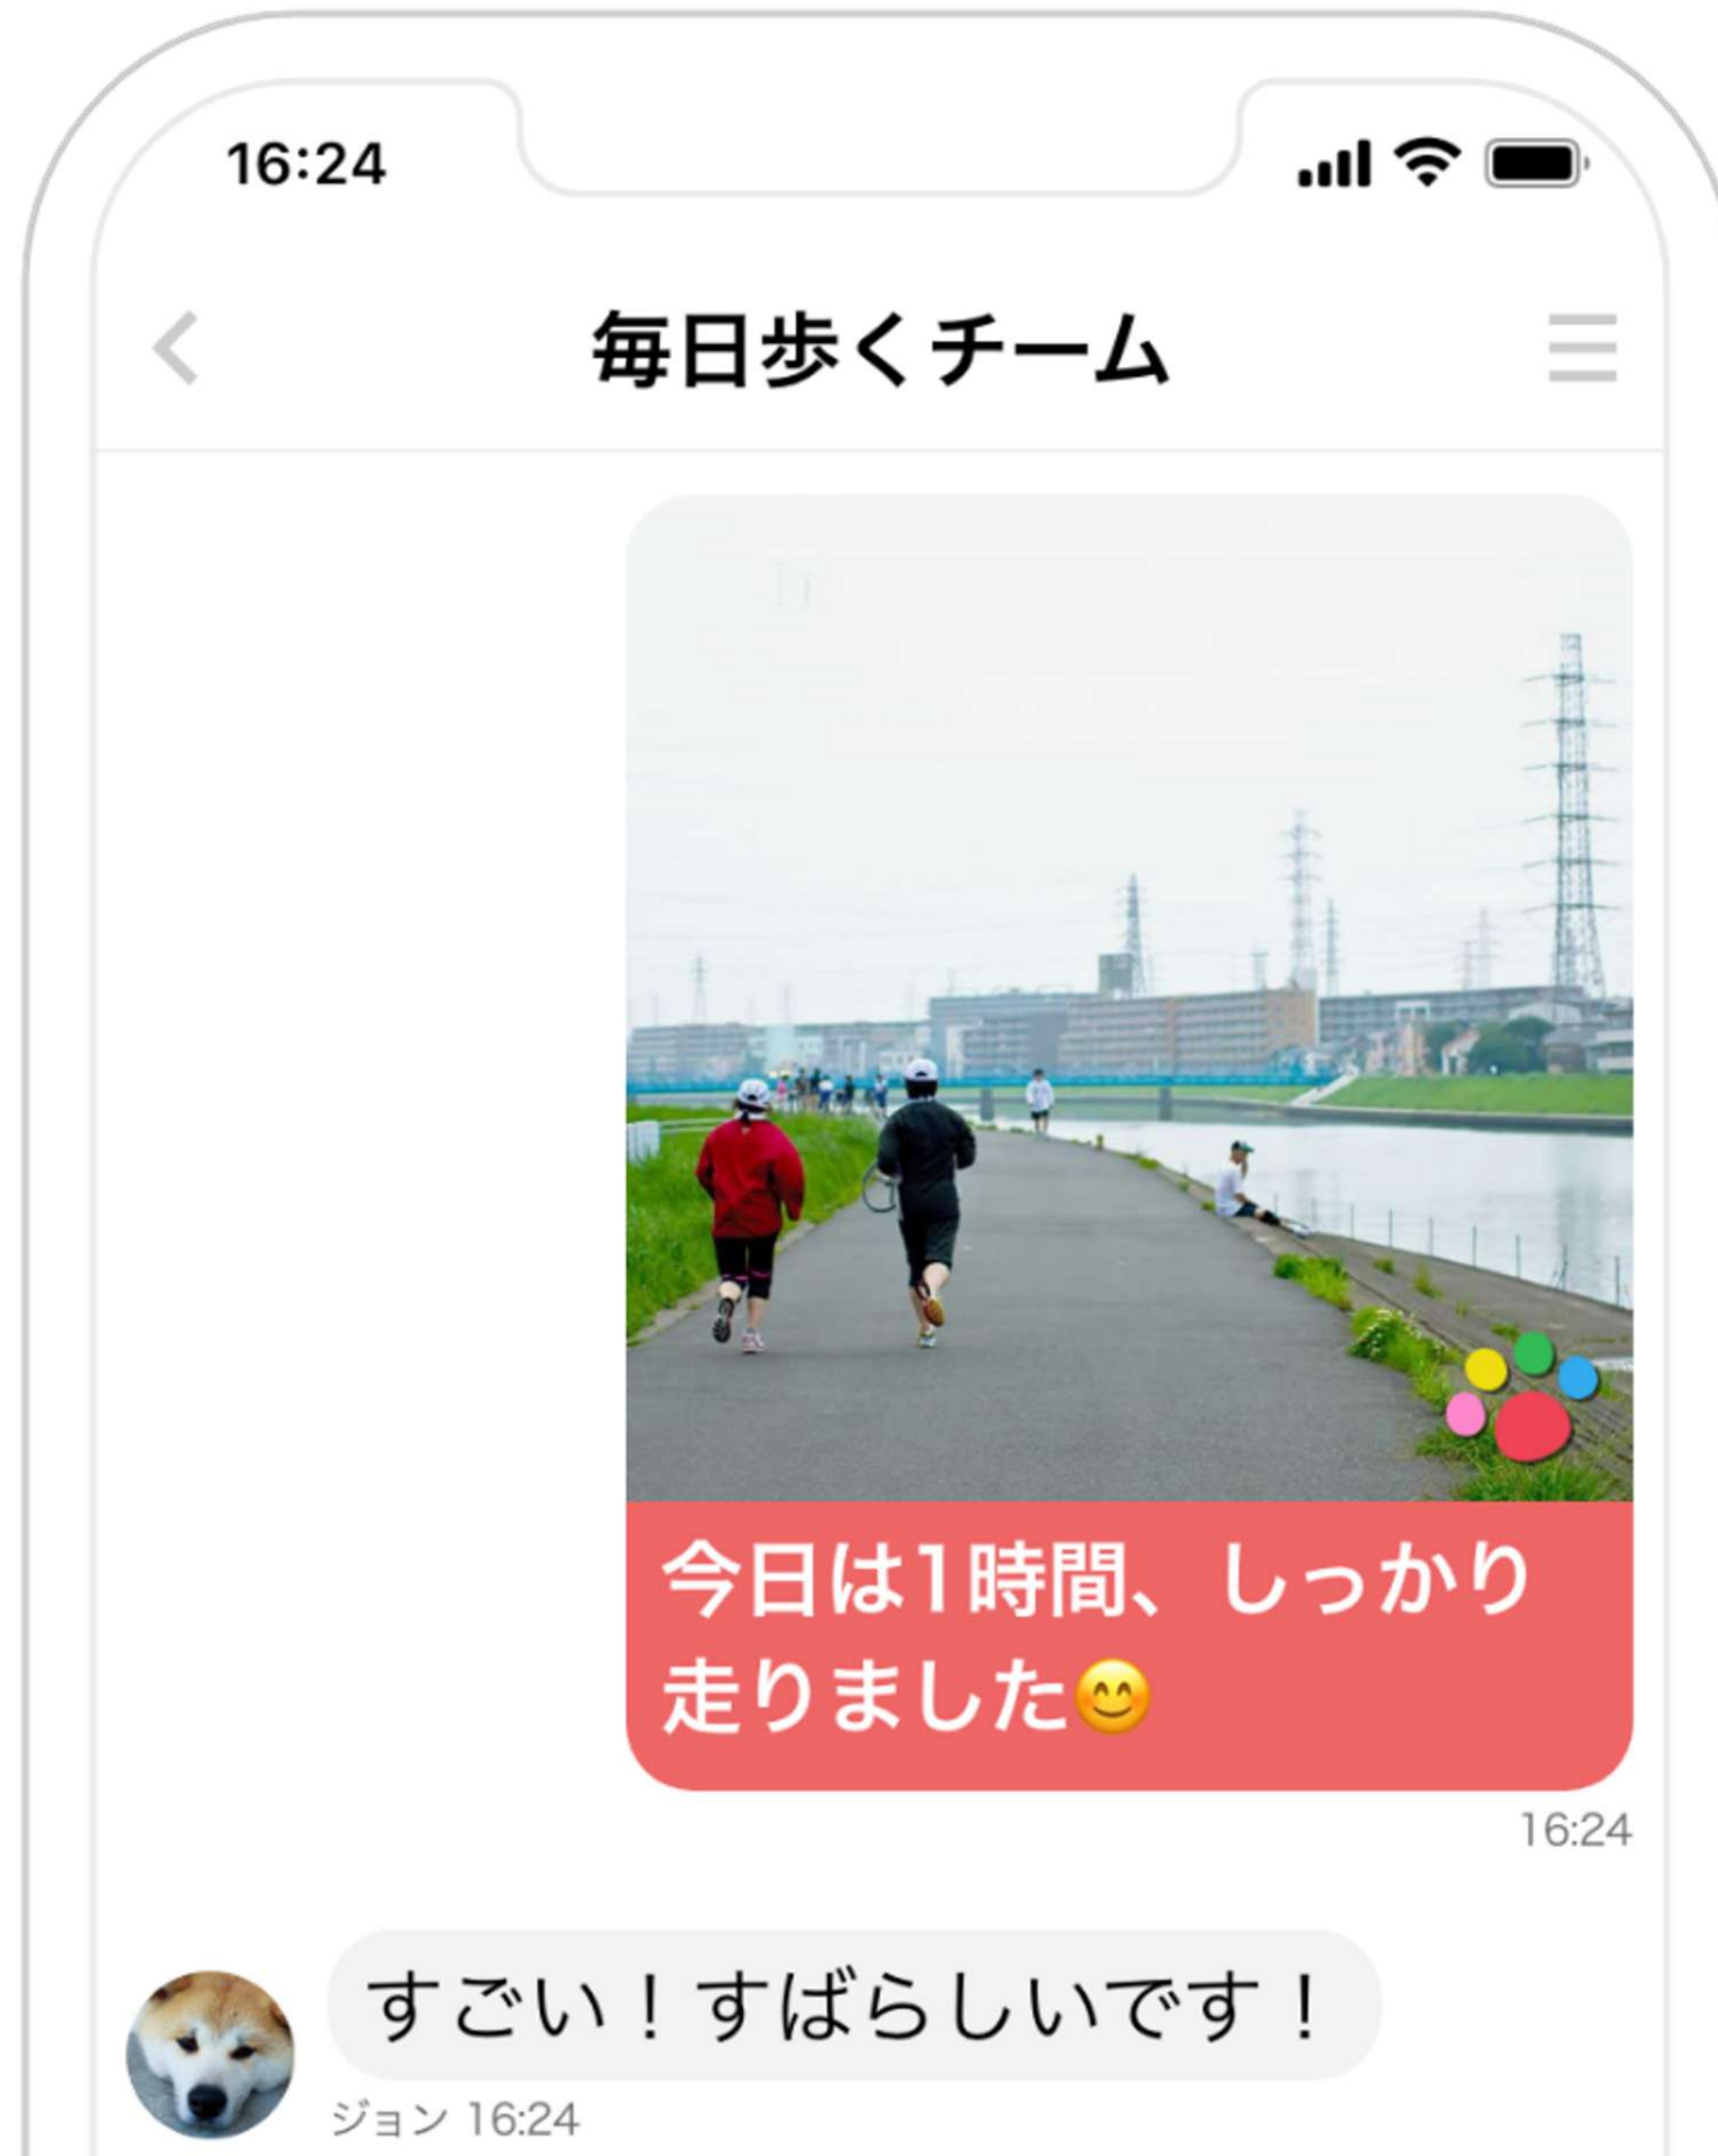 16:24
毎日歩くチーム
今日は1時間、しっかり
走りました😊
16:24
すごい！すばらしいです！
ジョン 16:24